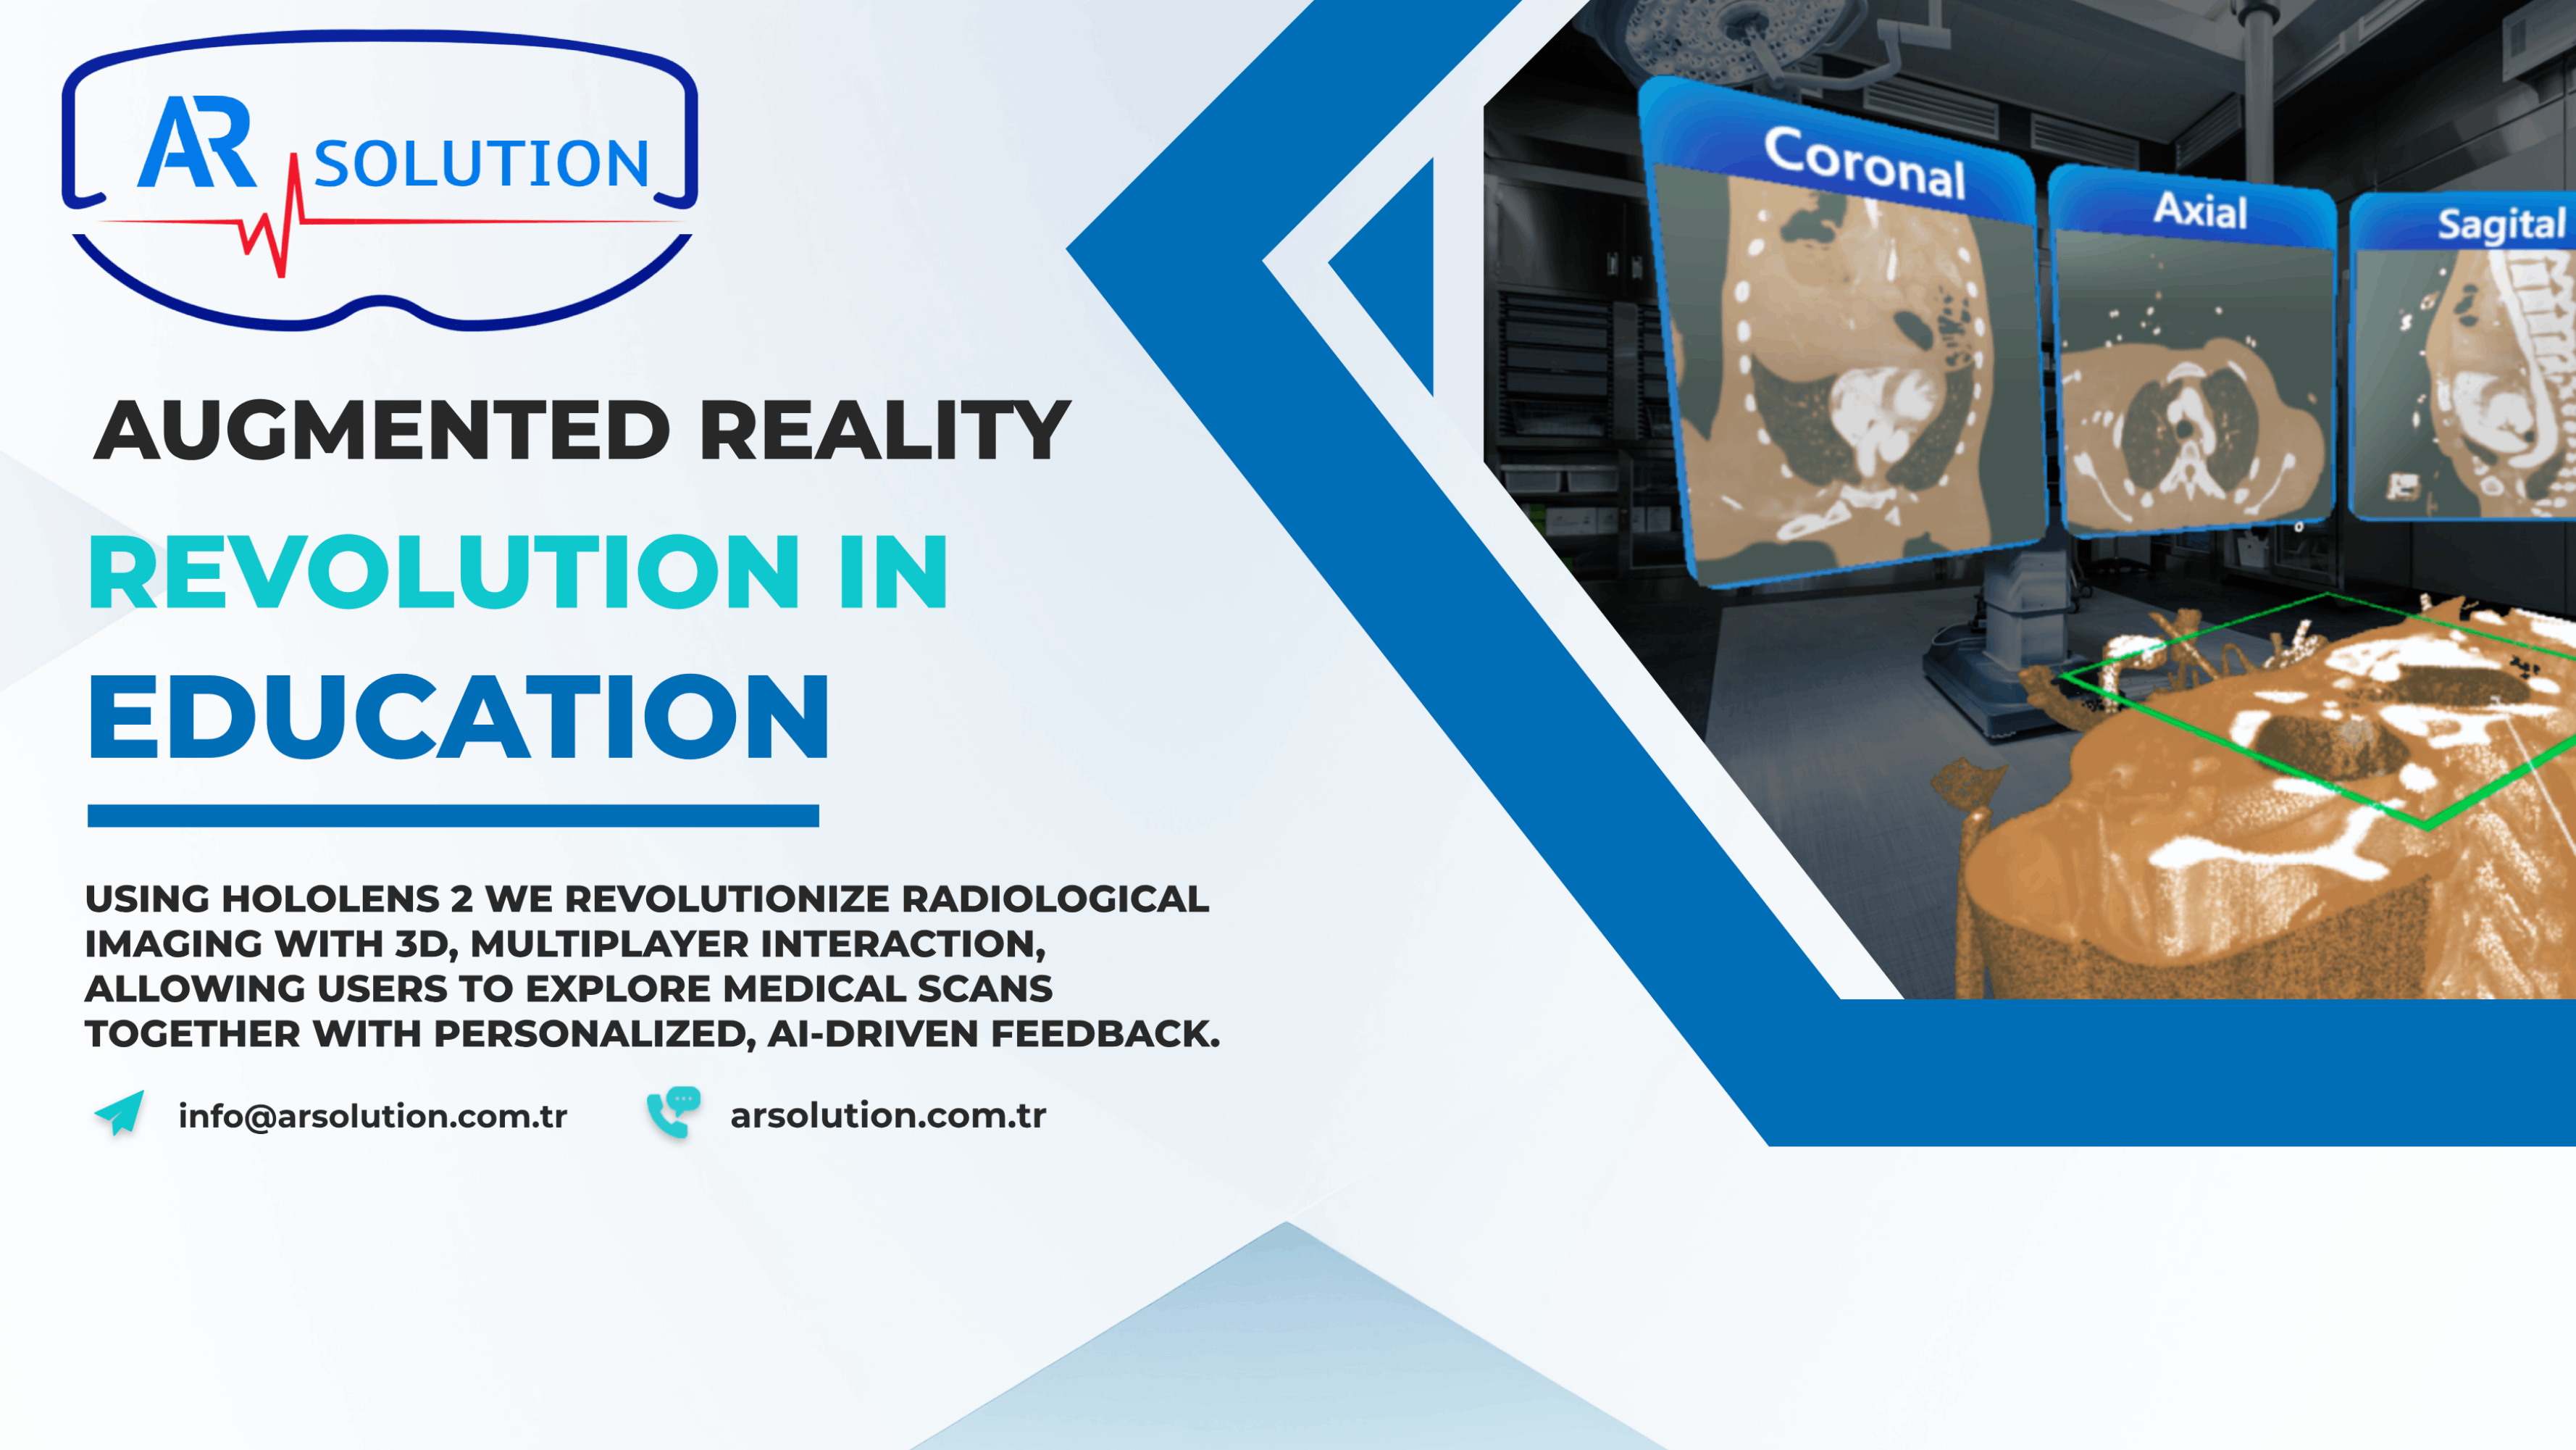 AR SOLUTION
AUGMENTED REALITY
REVOLUTION IN
EDUCATION
USING HOLOLENS 2 WE REVOLUTIONIZE RADIOLOGICAL
IMAGING WITH 3D, MULTIPLAYER INTERACTION,
ALLOWING USERS TO EXPLORE MEDICAL SCANS
TOGETHER WITH PERSONALIZED, AI-DRIVEN FEEDBACK.
info@arsolution.com.tr
arsolution.com.tr
Coronal
Axial
Sagital